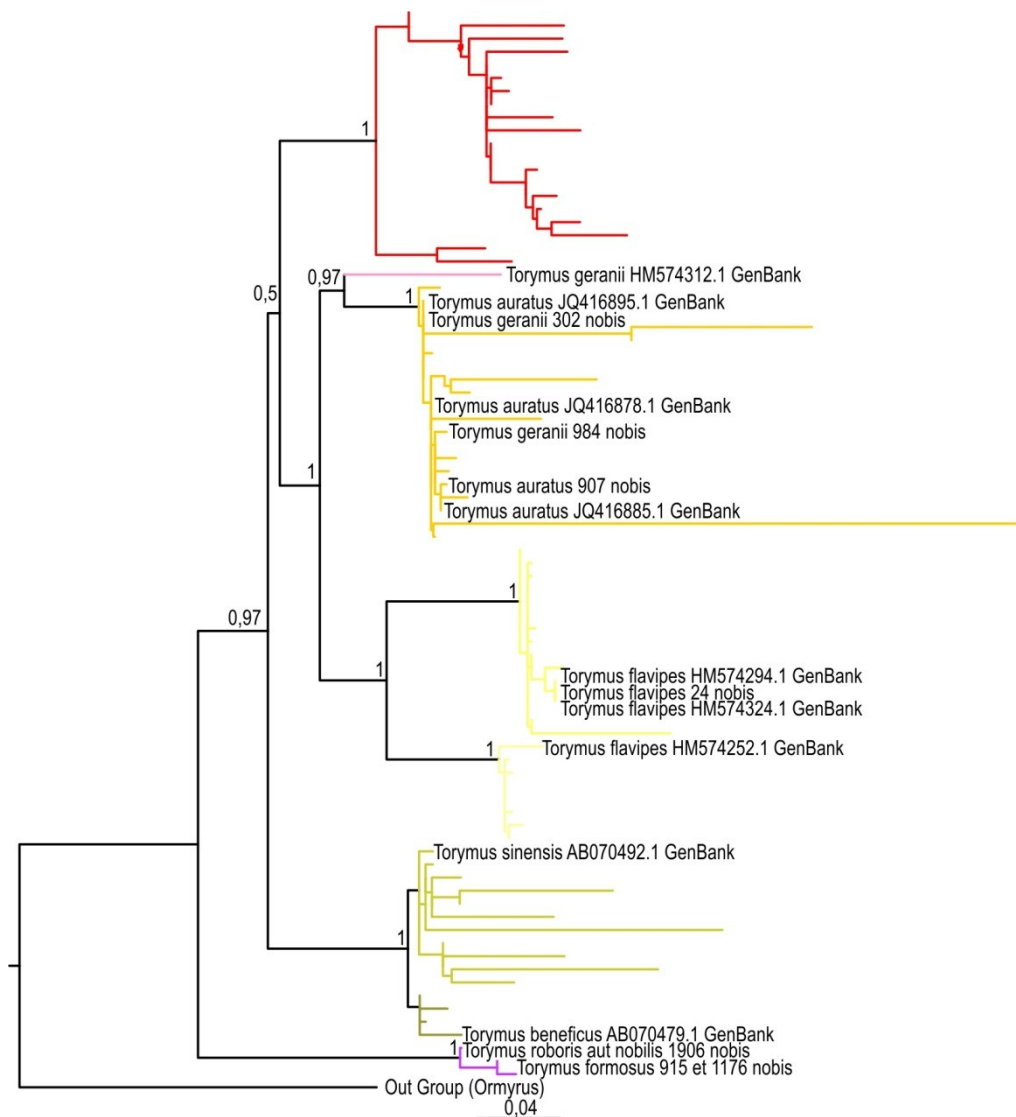 1
0,97
Torymus geranii HM574312.1 GenBank
0,5
1
Torymus auratus JQ416895.1 GenBank
Torymus geranii 302 nobis
Torymus auratus JQ416878.1 GenBank
Torymus geranii 984 nobis
1
Torymus auratus 907 nobis
Torymus auratus JQ416885.1 GenBank
1
0,97
1
Torymus flavipes HM574294.1 GenBank
Torymus flavipes 24 nobis
Torymus flavipes HM574324.1 GenBank
1
Torymus flavipes HM574252.1 GenBank
Torymus sinensis AB070492.1 GenBank
1
Torymus beneficus AB070479.1 GenBank
1
Torymus roboris aut nobilis 1906 nobis
Torymus formosus 915 et 1176 nobis
Out Group (Ormyrus)
0,04